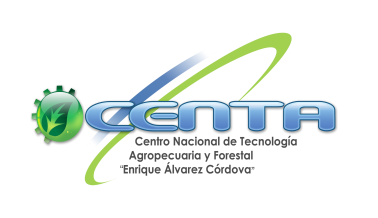 CENTA
Centro Nacional de Tecnología
Agropecuaria y Forestal
"Enrique Álvarez Córdova"